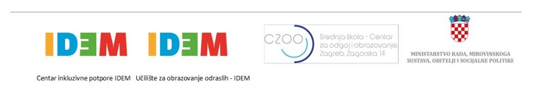 IDEM IDEM
Centar inkluzivne potpore IDEM Učilište za obrazovanje odraslih - IDEM
CZOO
Srednja škola - Centar
za odgoj i obrazovanje
Zagreb, Zagorska 14
MINISTARSTVO RADA, MIROVINSKOGA
SUSTAVA, OBITELJI I SOCIJALNE POLITIKE